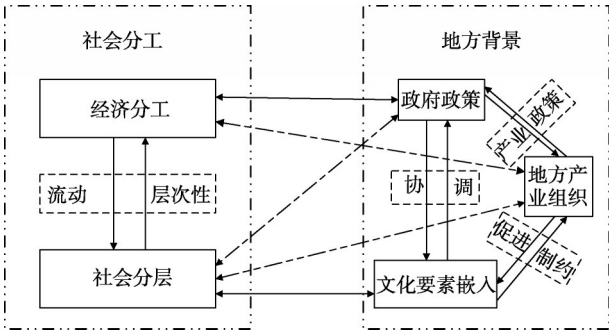 社会分工
地方背景
经济分工
政府政策
产业政策
流动
层次性
协调
地方产
业组织
促进制约
社会分层
文化要素嵌入